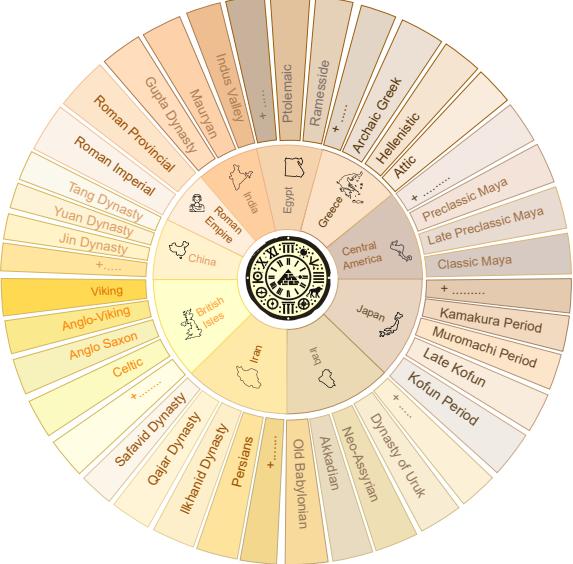 Ptolemaic
Ramesside
+ .....
Archaic Greek
Hellenistic
Attic
+ .........
Preclassic Maya
Late Preclassic Maya
Classic Maya
+ .........
Kamakura Period
Muromachi Period
Late Kofun
Kofun Period
+ .....
Dynasty of Uruk
Neo-Assyrian
Akkadian
Old Babylonian
+ .......
Persians
Ilkhanid Dynasty
Qajar Dynasty
Safavid Dynasty
+ ........
Celtic
Anglo Saxon
Anglo-Viking
Viking
+.....
Jin Dynasty
Yuan Dynasty
Tang Dynasty
Roman Imperial
Roman Provincial
Gupta Dynasty
Mauryan
Indus Valley
+ .....
Egypt
Greece
Central
America
Japan
Iraq
Iran
British
Isles
China
Roman
Empire
India